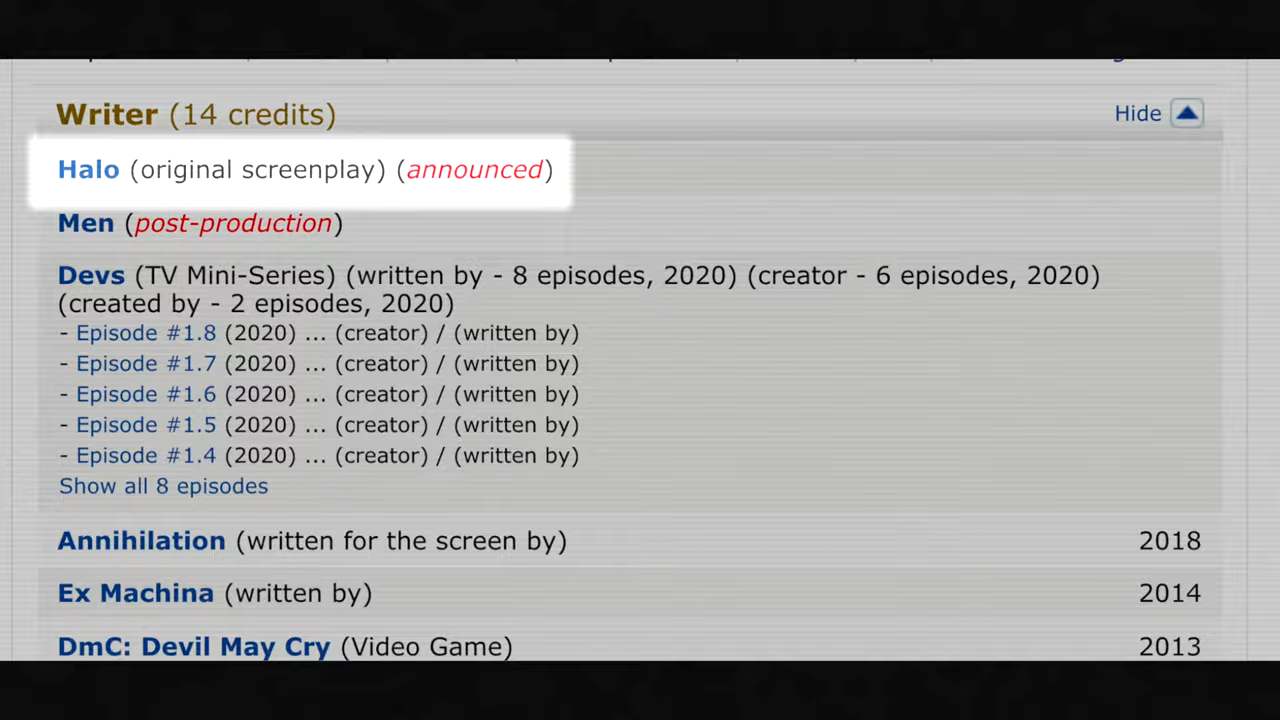 Writer (14 credits)
Hide
Halo (original screenplay) (announced)
Men (post-production)
Devs (TV Mini-Series) (written by - 8 episodes, 2020) (creator - 6 episodes, 2020)
(created by - 2 episodes, 2020)
- Episode #1.8 (2020) ... (creator) / (written by)
- Episode #1.7 (2020) ... (creator) / (written by)
- Episode #1.6 (2020) ... (creator) / (written by)
- Episode #1.5 (2020) ... (creator) / (written by)
- Episode #1.4 (2020) ... (creator) / (written by)
Show all 8 episodes
Annihilation (written for the screen by) 2018
Ex Machina (written by) 2014
DmC: Devil May Cry (Video Game) 2013